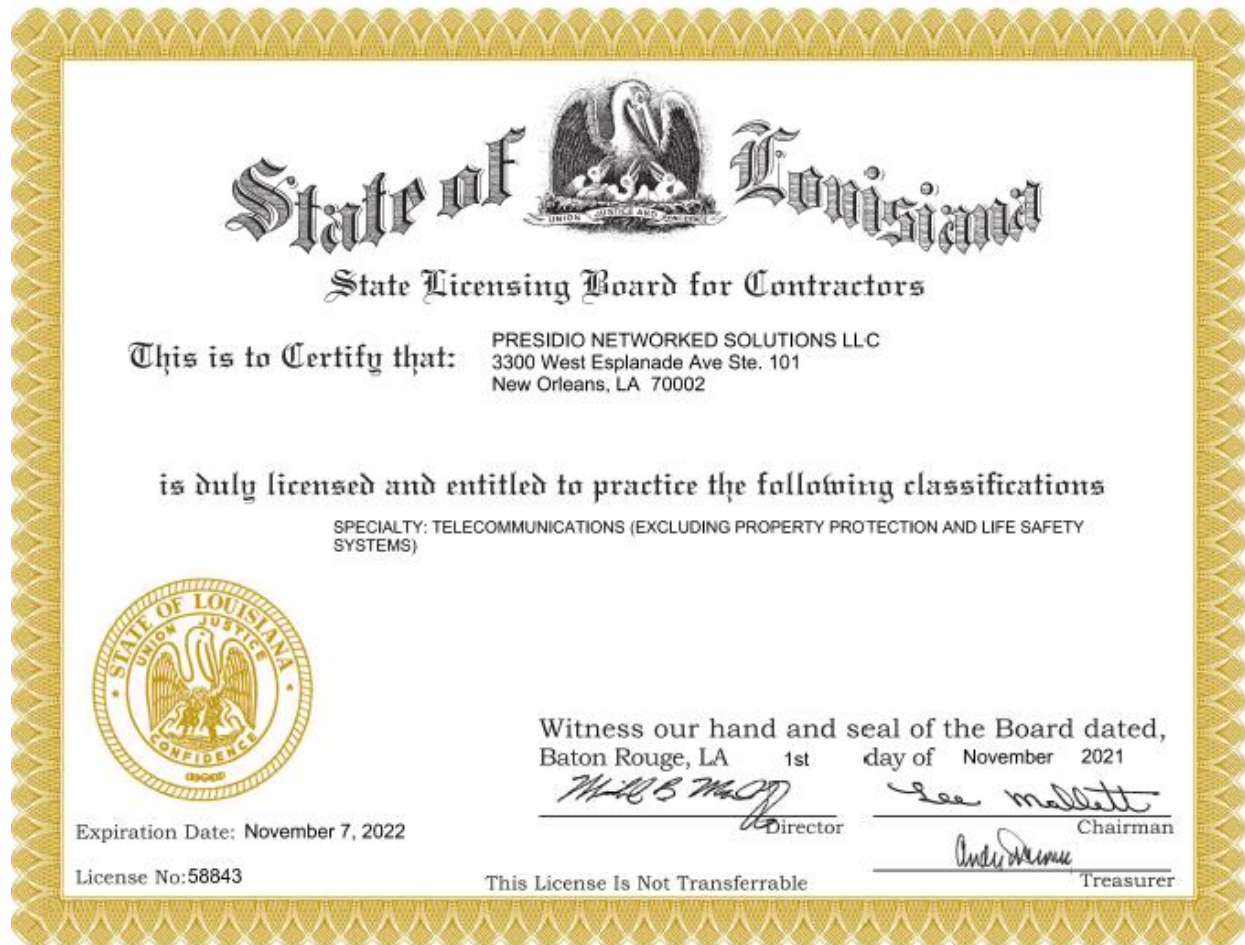 State of Louisiana
UNION JUSTICE AND CONFIDENCE
State Licensing Board for Contractors
This is to Certify that:
PRESIDIO NETWORKED SOLUTIONS LLC
3300 West Esplanade Ave Ste. 101
New Orleans, LA 70002
is duly licensed and entitled to practice the following classifications
SPECIALTY: TELECOMMUNICATIONS (EXCLUDING PROPERTY PROTECTION AND LIFE SAFETY
SYSTEMS)
STATE OF LOUISIANA
UNION JUSTICE
CONFIDENCE
Witness our hand and seal of the Board dated,
Baton Rouge, LA 1st day of November 2021
Lee Mallett
Director
Chairman
Expiration Date: November 7, 2022
License No: 58843
This License Is Not Transferrable
Treasurer